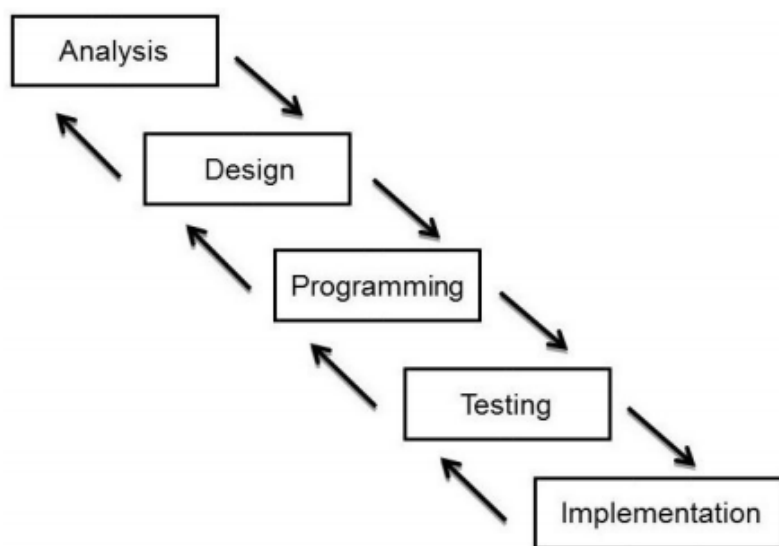 Analysis
Design
Programming
Testing
Implementation